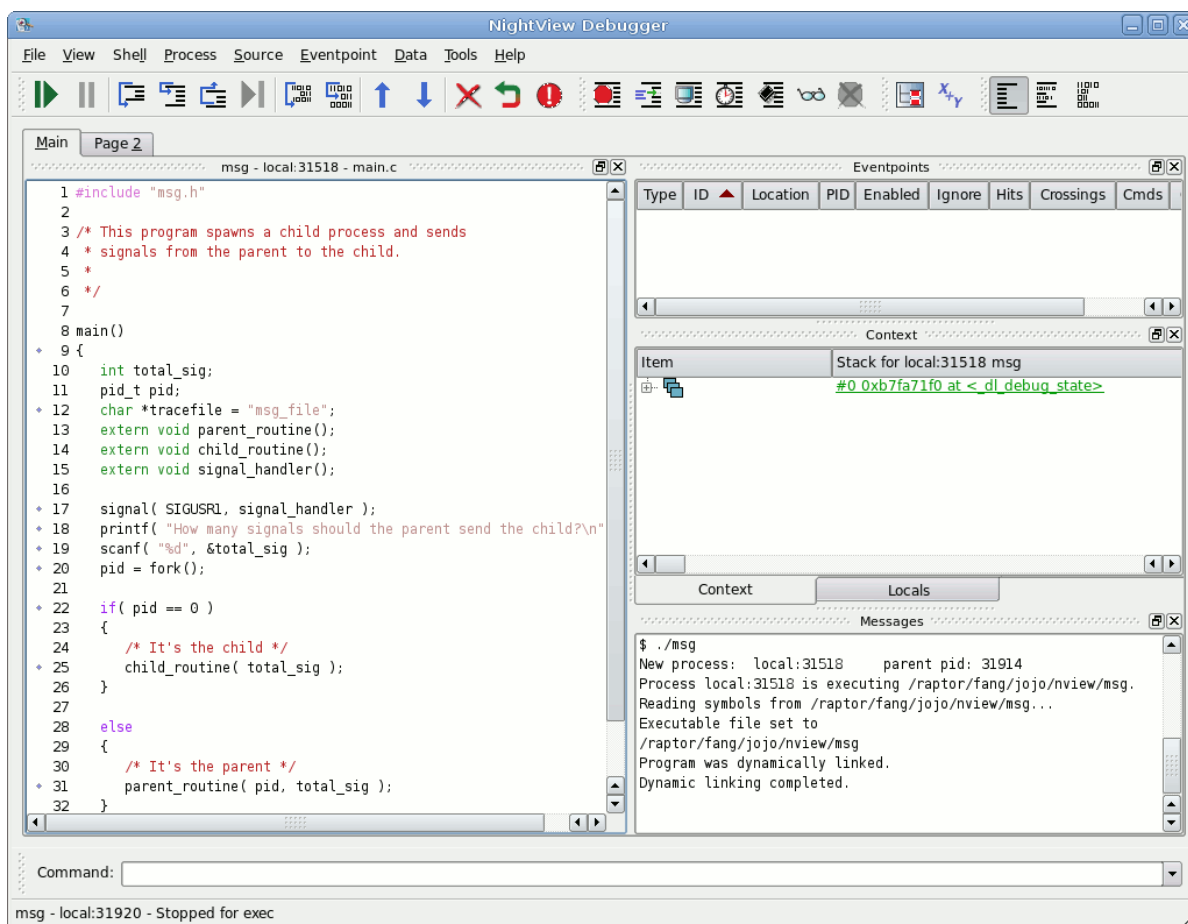 NightView Debugger
File View Shell Process Source Eventpoint Data Tools Help
Main Page 2
msg - local:31518 - main.c
1 #include "msg.h"
2
3 /* This program spawns a child process and sends
4 * signals from the parent to the child.
5 *
6 */
7
8 main()
9 {
10 int total_sig;
11 pid_t pid;
12 char *tracefile = "msg_file";
13 extern void parent_routine();
14 extern void child_routine();
15 extern void signal_handler();
16
17 signal( SIGUSR1, signal_handler );
18 printf( "How many signals should the parent send the child?\n"
19 scanf( "%d", &total_sig );
20 pid = fork();
21
22 if( pid == 0 )
23 {
24 /* It's the child */
25 child_routine( total_sig );
26 }
27
28 else
29 {
30 /* It's the parent */
31 parent_routine( pid, total_sig );
32 }
Eventpoints
Type ID Location PID Enabled Ignore Hits Crossings Cmds
Context
Item Stack for local:31518 msg
#0 0xb7fa71f0 at <_dl_debug_state>
Context Locals
Messages
$ ./msg
New process: local:31518 parent pid: 31914
Process local:31518 is executing /raptor/fang/jojo/nview/msg.
Reading symbols from /raptor/fang/jojo/nview/msg...
Executable file set to
/raptor/fang/jojo/nview/msg
Program was dynamically linked.
Dynamic linking completed.
Command:
msg - local:31920 - Stopped for exec